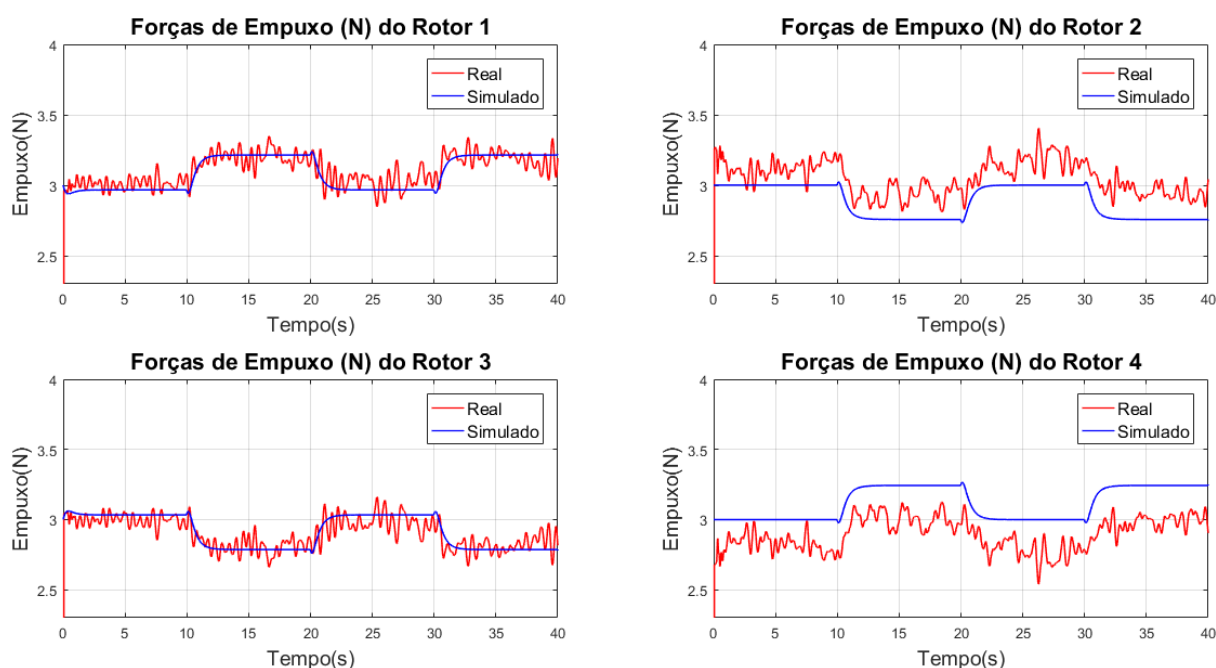 Forças de Empuxo (N) do Rotor 1
4
3.5
3
2.5
Empuxo(N)
Real
Simulado
0 5 10 15 20 25 30 35 40
Tempo(s)
Forças de Empuxo (N) do Rotor 2
4
3.5
3
2.5
Empuxo(N)
Real
Simulado
0 5 10 15 20 25 30 35 40
Tempo(s)
Forças de Empuxo (N) do Rotor 3
4
3.5
3
2.5
Empuxo(N)
Real
Simulado
0 5 10 15 20 25 30 35 40
Tempo(s)
Forças de Empuxo (N) do Rotor 4
4
3.5
3
2.5
Empuxo(N)
Real
Simulado
0 5 10 15 20 25 30 35 40
Tempo(s)